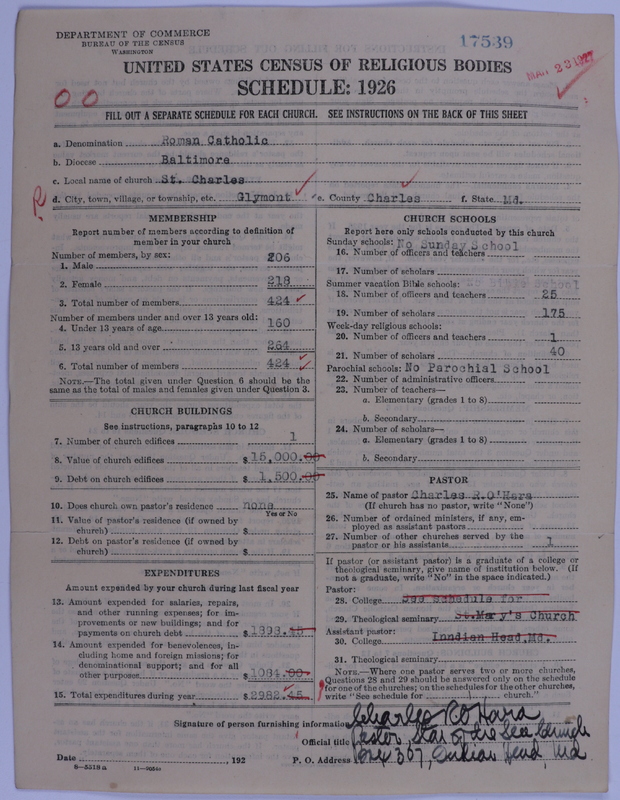 DEPARTMENT OF COMMERCE
BUREAU OF THE CENSUS
WASHINGTON
17539
MAR 23 1927
UNITED STATES CENSUS OF RELIGIOUS BODIES
SCHEDULE: 1926
00
FILL OUT A SEPARATE SCHEDULE FOR EACH CHURCH. SEE INSTRUCTIONS ON THE BACK OF THIS SHEET
a. Denomination Roman Catholic
b. Diocese Baltimore
c. Local name of church St. Charles
R
d. City, town, village, or township, etc. Glymont e. County Charles f. State Md.
MEMBERSHIP
Report number of members according to definition of
member in your church
Number of members, by sex:
1. Male 206
2. Female 218
3. Total number of members 424
Number of members under and over 13 years old:
4. Under 13 years of age 160
5. 13 years old and over 264
6. Total number of members 424
NOTE.—The total given under Question 6 should be the
same as the total of males and females given under Question 3.
CHURCH BUILDINGS
See instructions, paragraphs 10 to 12
7. Number of church edifices 1
8. Value of church edifices $ 15,000.00
9. Debt on church edifices $ 1,500.00
10. Does church own pastor's residence none
Yes or No
11. Value of pastor's residence (if owned by
church) $
12. Debt on pastor's residence (if owned by
church) $
EXPENDITURES
Amount expended by your church during last fiscal year
13. Amount expended for salaries, repairs,
and other running expenses; for im-
provements or new buildings; and for
payments on church debt $ 1898.45
14. Amount expended for benevolences, in-
cluding home and foreign missions; for
denominational support; and for all
other purposes $ 1084.00
15. Total expenditures during year $ 2982.45
CHURCH SCHOOLS
Report here only schools conducted by this church
Sunday schools: No Sunday School
16. Number of officers and teachers
17. Number of scholars
Summer vacation Bible schools:
18. Number of officers and teachers 25
19. Number of scholars 175
Week-day religious schools:
20. Number of officers and teachers 1
21. Number of scholars 40
Parochial schools: No Parochial School
22. Number of administrative officers
23. Number of teachers—
a. Elementary (grades 1 to 8)
b. Secondary
24. Number of scholars—
a. Elementary (grades 1 to 8)
b. Secondary
PASTOR
25. Name of pastor Charles R.O'Hara
(If church has no pastor, write "None")
26. Number of ordained ministers, if any, em-
ployed as assistant pastors
27. Number of other churches served by the
pastor or his assistants 1
If pastor (or assistant pastor) is a graduate of a college or
theological seminary, give name of institution below. (If
not a graduate, write "No" in the space indicated.)
Pastor:
28. College See schedule for
29. Theological seminary St.Mary's Church
Assistant pastor:
30. College Inndian Head,Md.
31. Theological seminary
NOTE.—Where one pastor serves two or more churches,
Questions 28 and 29 should be answered only on the schedule
for one of the churches; on the schedules for the other churches,
write "See schedule for church."
Signature of person furnishing information Charles R O'Hara
Official title Pastor Star of the Sea Church
Date , 192 P. O. Address Box 307, Indian Head Md
6—5518a 11—9034a